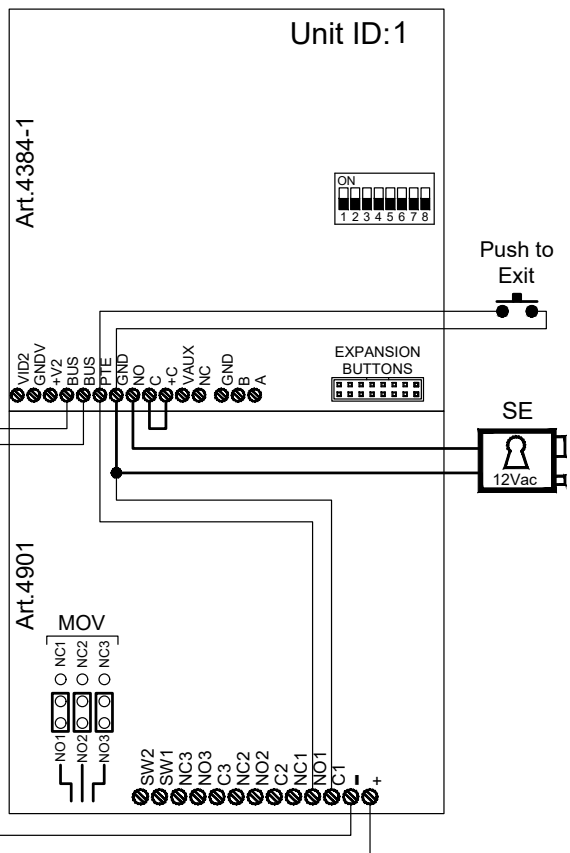 Unit ID:1
Art.4384-1
ON
1 2 3 4 5 6 7 8
Push to
Exit
VID2
GNDV
+V2
BUS
BUS
PTE
GND
NO
C
+C
VAUX
NC
GND
B
A
EXPANSION
BUTTONS
SE
12Vac
Art.4901
MOV
NC1
NC2
NC3
NO1
NO2
NO3
SW2
SW1
NC3
NO3
C3
NC2
NO2
C2
NC1
NO1
C1
-
+